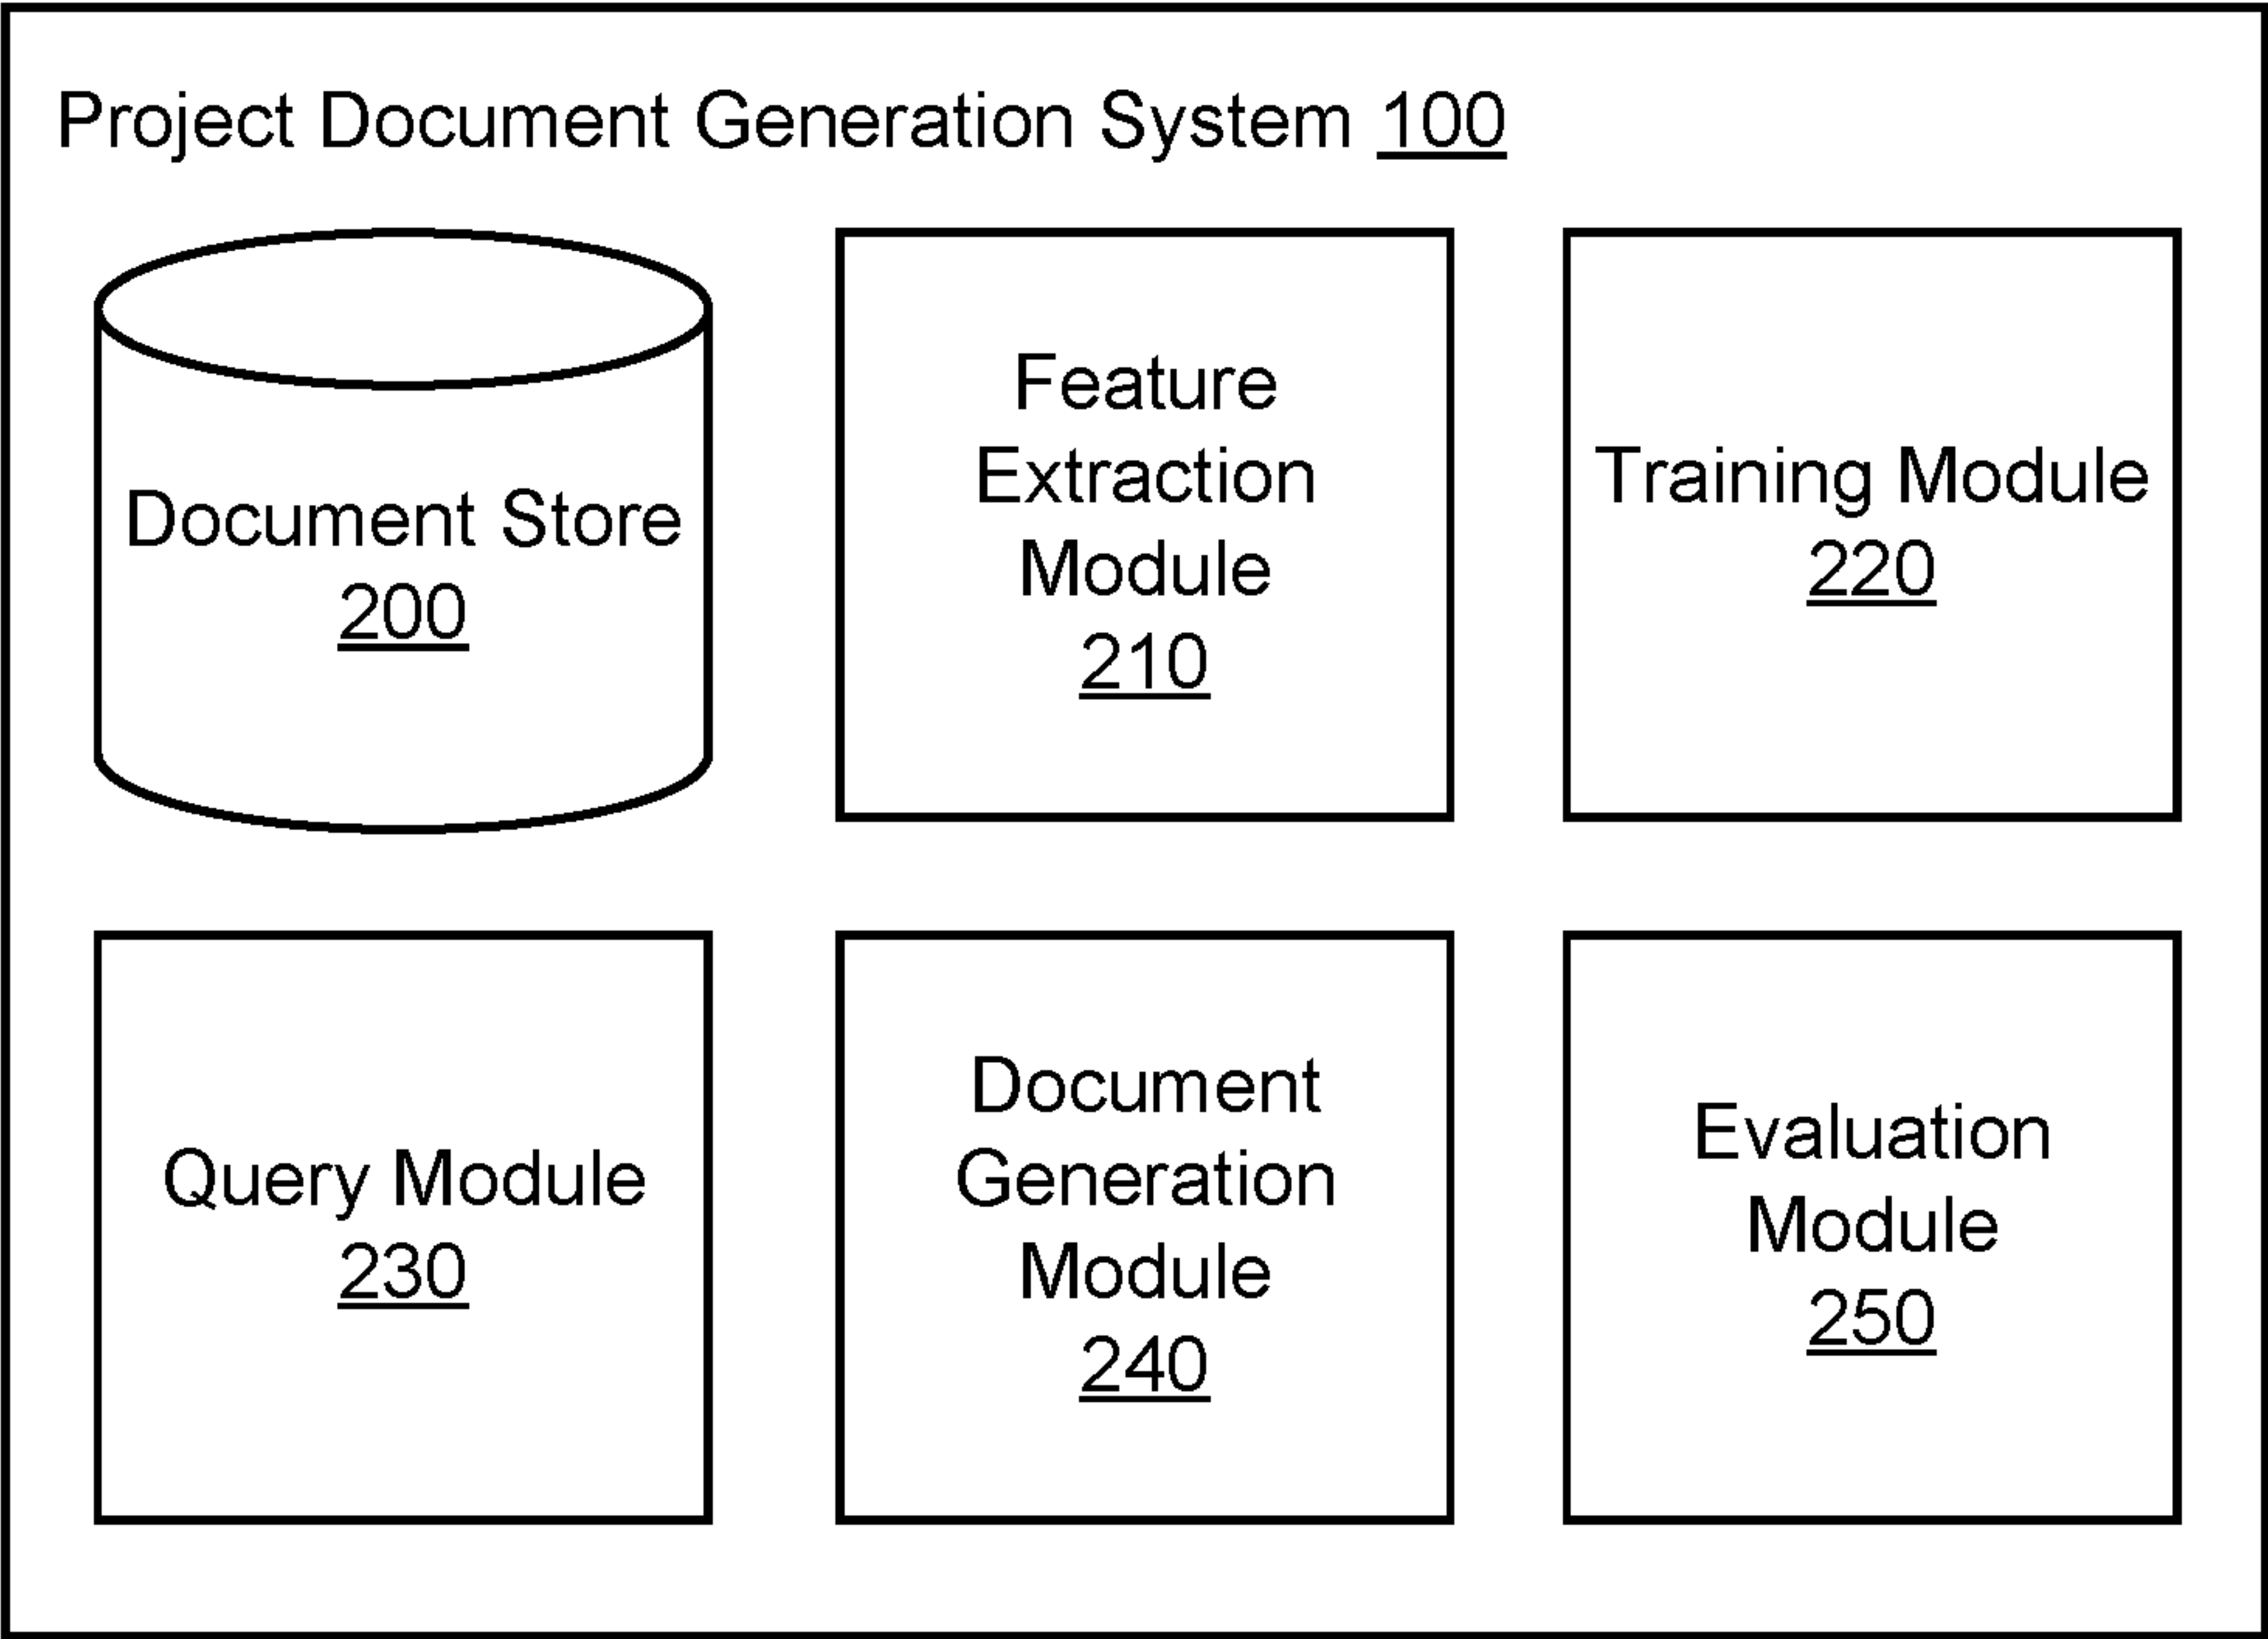 Project Document Generation System 100
Document Store
200
Feature
Extraction
Module
210
Training Module
220
Query Module
230
Document
Generation
Module
240
Evaluation
Module
250